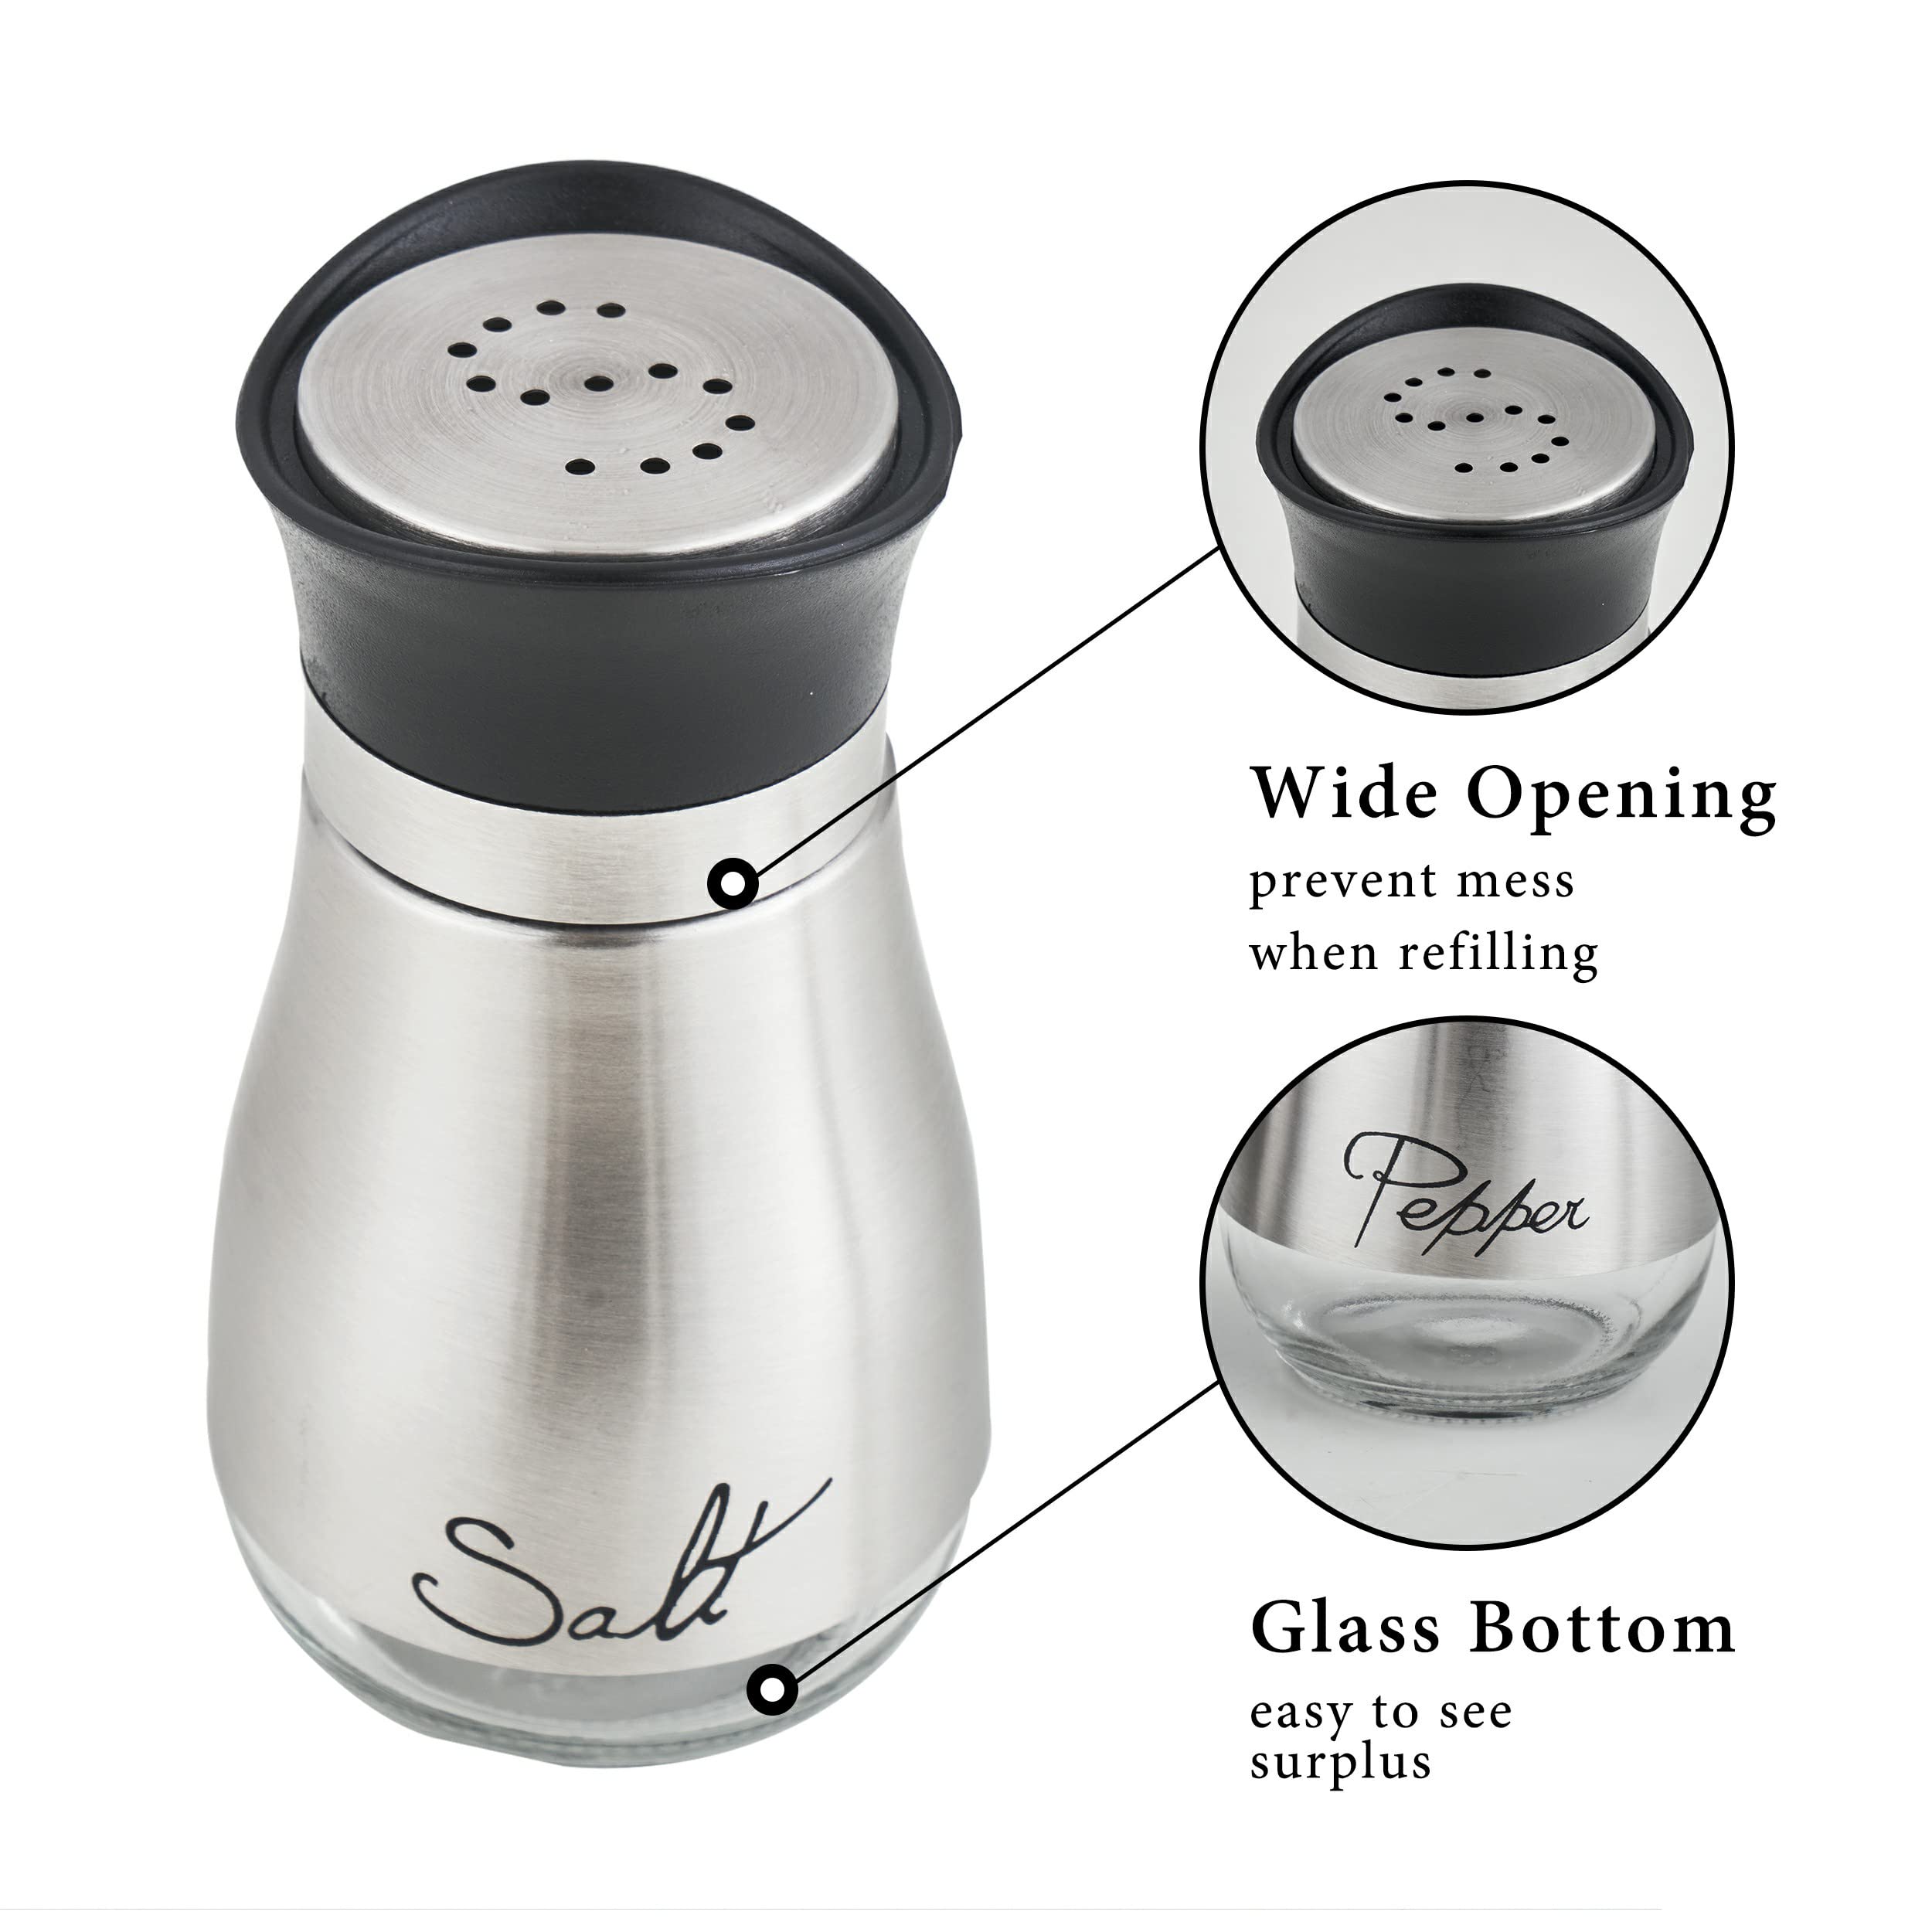 Salt
Wide Opening
prevent mess
when refilling
Pepper
Glass Bottom
easy to see
surplus